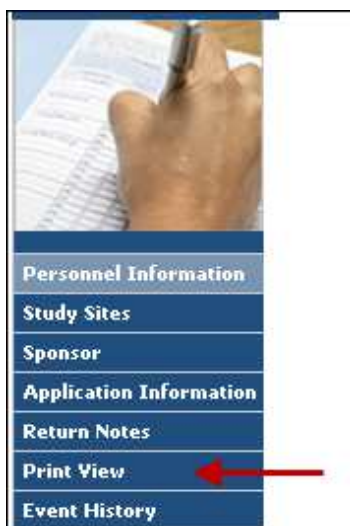 Personnel Information
Study Sites
Sponsor
Application Information
Return Notes
Print View
Event History